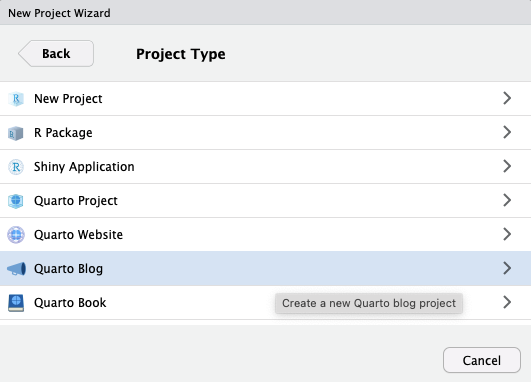 New Project Wizard
Back
Project Type
New Project
R Package
Shiny Application
Quarto Project
Quarto Website
Quarto Blog
Quarto Book
Create a new Quarto blog project
Cancel